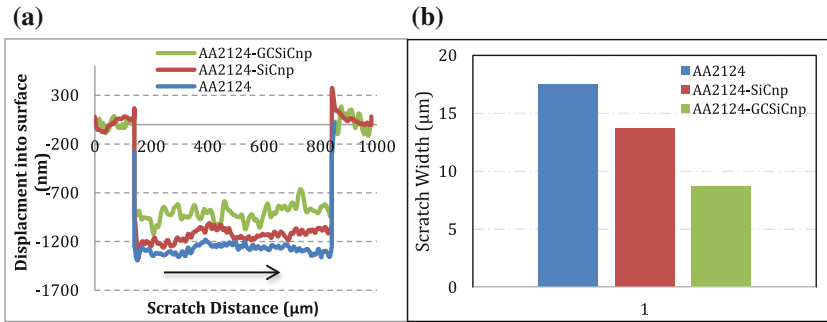 (a)
AA2124-GCSiCnp
AA2124-SiCnp
AA2124
Displacment into surface
(nm)
300
-200
-700
-1200
-1700
0
200
400
600
800
1000
Scratch Distance (µm)
(b)
AA2124
AA2124-SiCnp
AA2124-GCSiCnp
Scratch Width (µm)
20
15
10
5
0
1